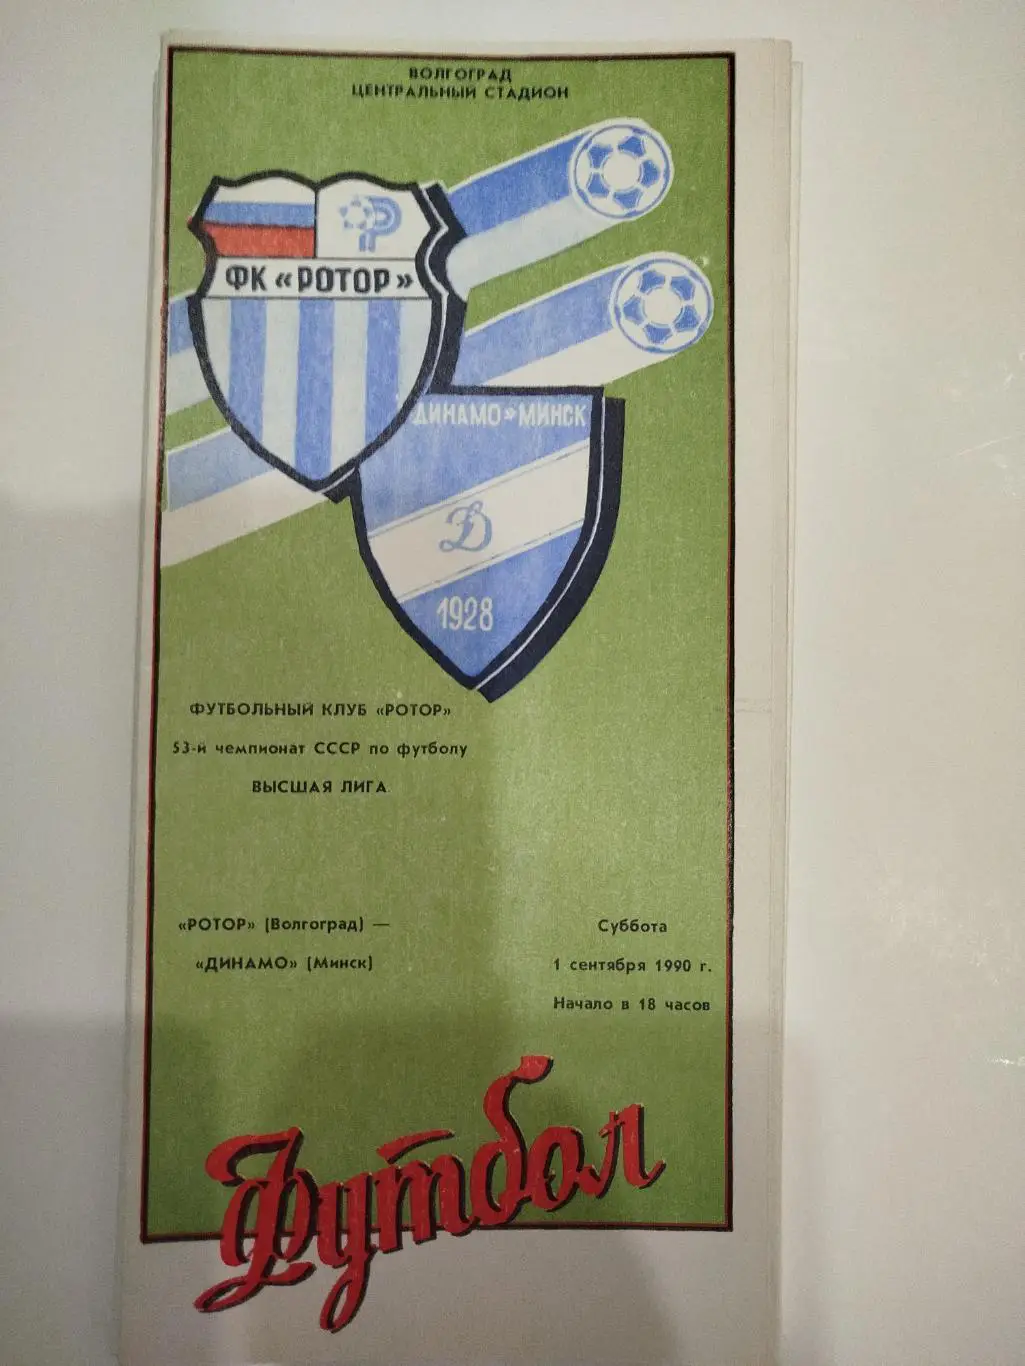 ВОЛГОГРАД
ЦЕНТРАЛЬНЫЙ СТАДИОН
ФК «РОТОР»
ДИНАМО» МИНСК
Д
1928
ФУТБОЛЬНЫЙ КЛУБ «РОТОР»
53-й чемпионат СССР по футболу
ВЫСШАЯ ЛИГА
«РОТОР» (Волгоград) —
«ДИНАМО» (Минск)
Суббота
1 сентября 1990 г.
Начало в 18 часов
Футбол